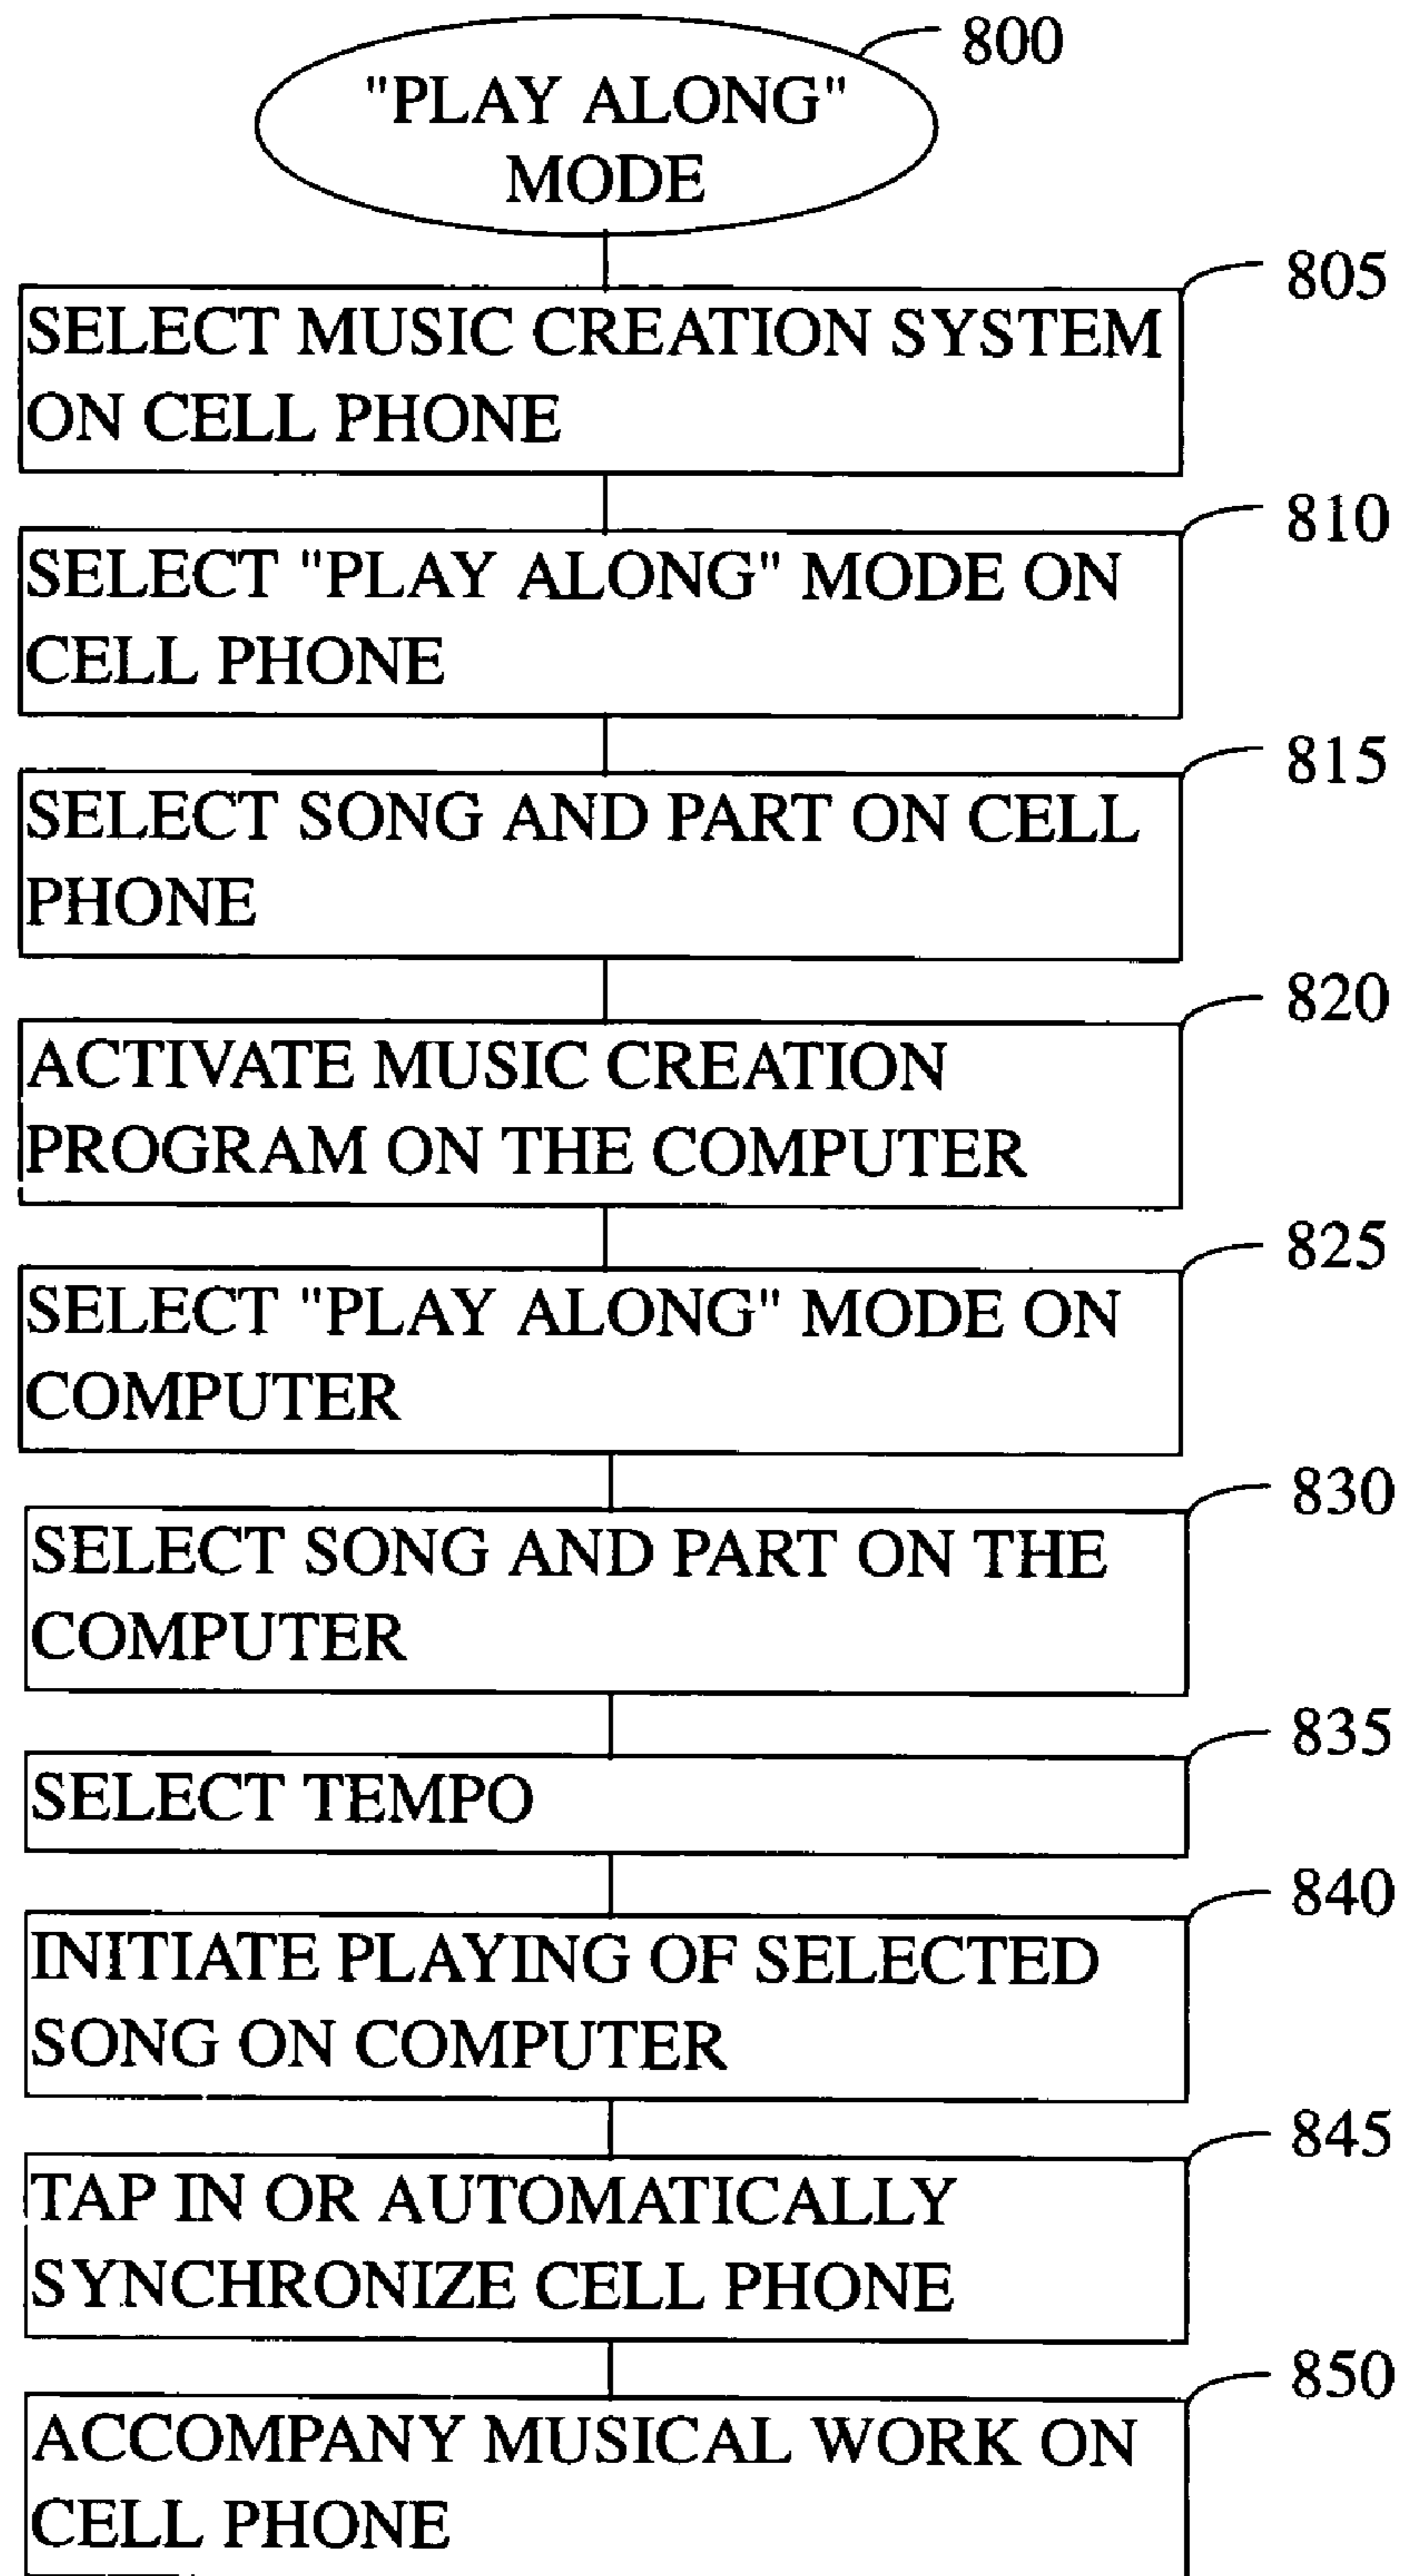 800
"PLAY ALONG"
MODE
805
SELECT MUSIC CREATION SYSTEM
ON CELL PHONE
810
SELECT "PLAY ALONG" MODE ON
CELL PHONE
815
SELECT SONG AND PART ON CELL
PHONE
820
ACTIVATE MUSIC CREATION
PROGRAM ON THE COMPUTER
825
SELECT "PLAY ALONG" MODE ON
COMPUTER
830
SELECT SONG AND PART ON THE
COMPUTER
835
SELECT TEMPO
840
INITIATE PLAYING OF SELECTED
SONG ON COMPUTER
845
TAP IN OR AUTOMATICALLY
SYNCHRONIZE CELL PHONE
850
ACCOMPANY MUSICAL WORK ON
CELL PHONE